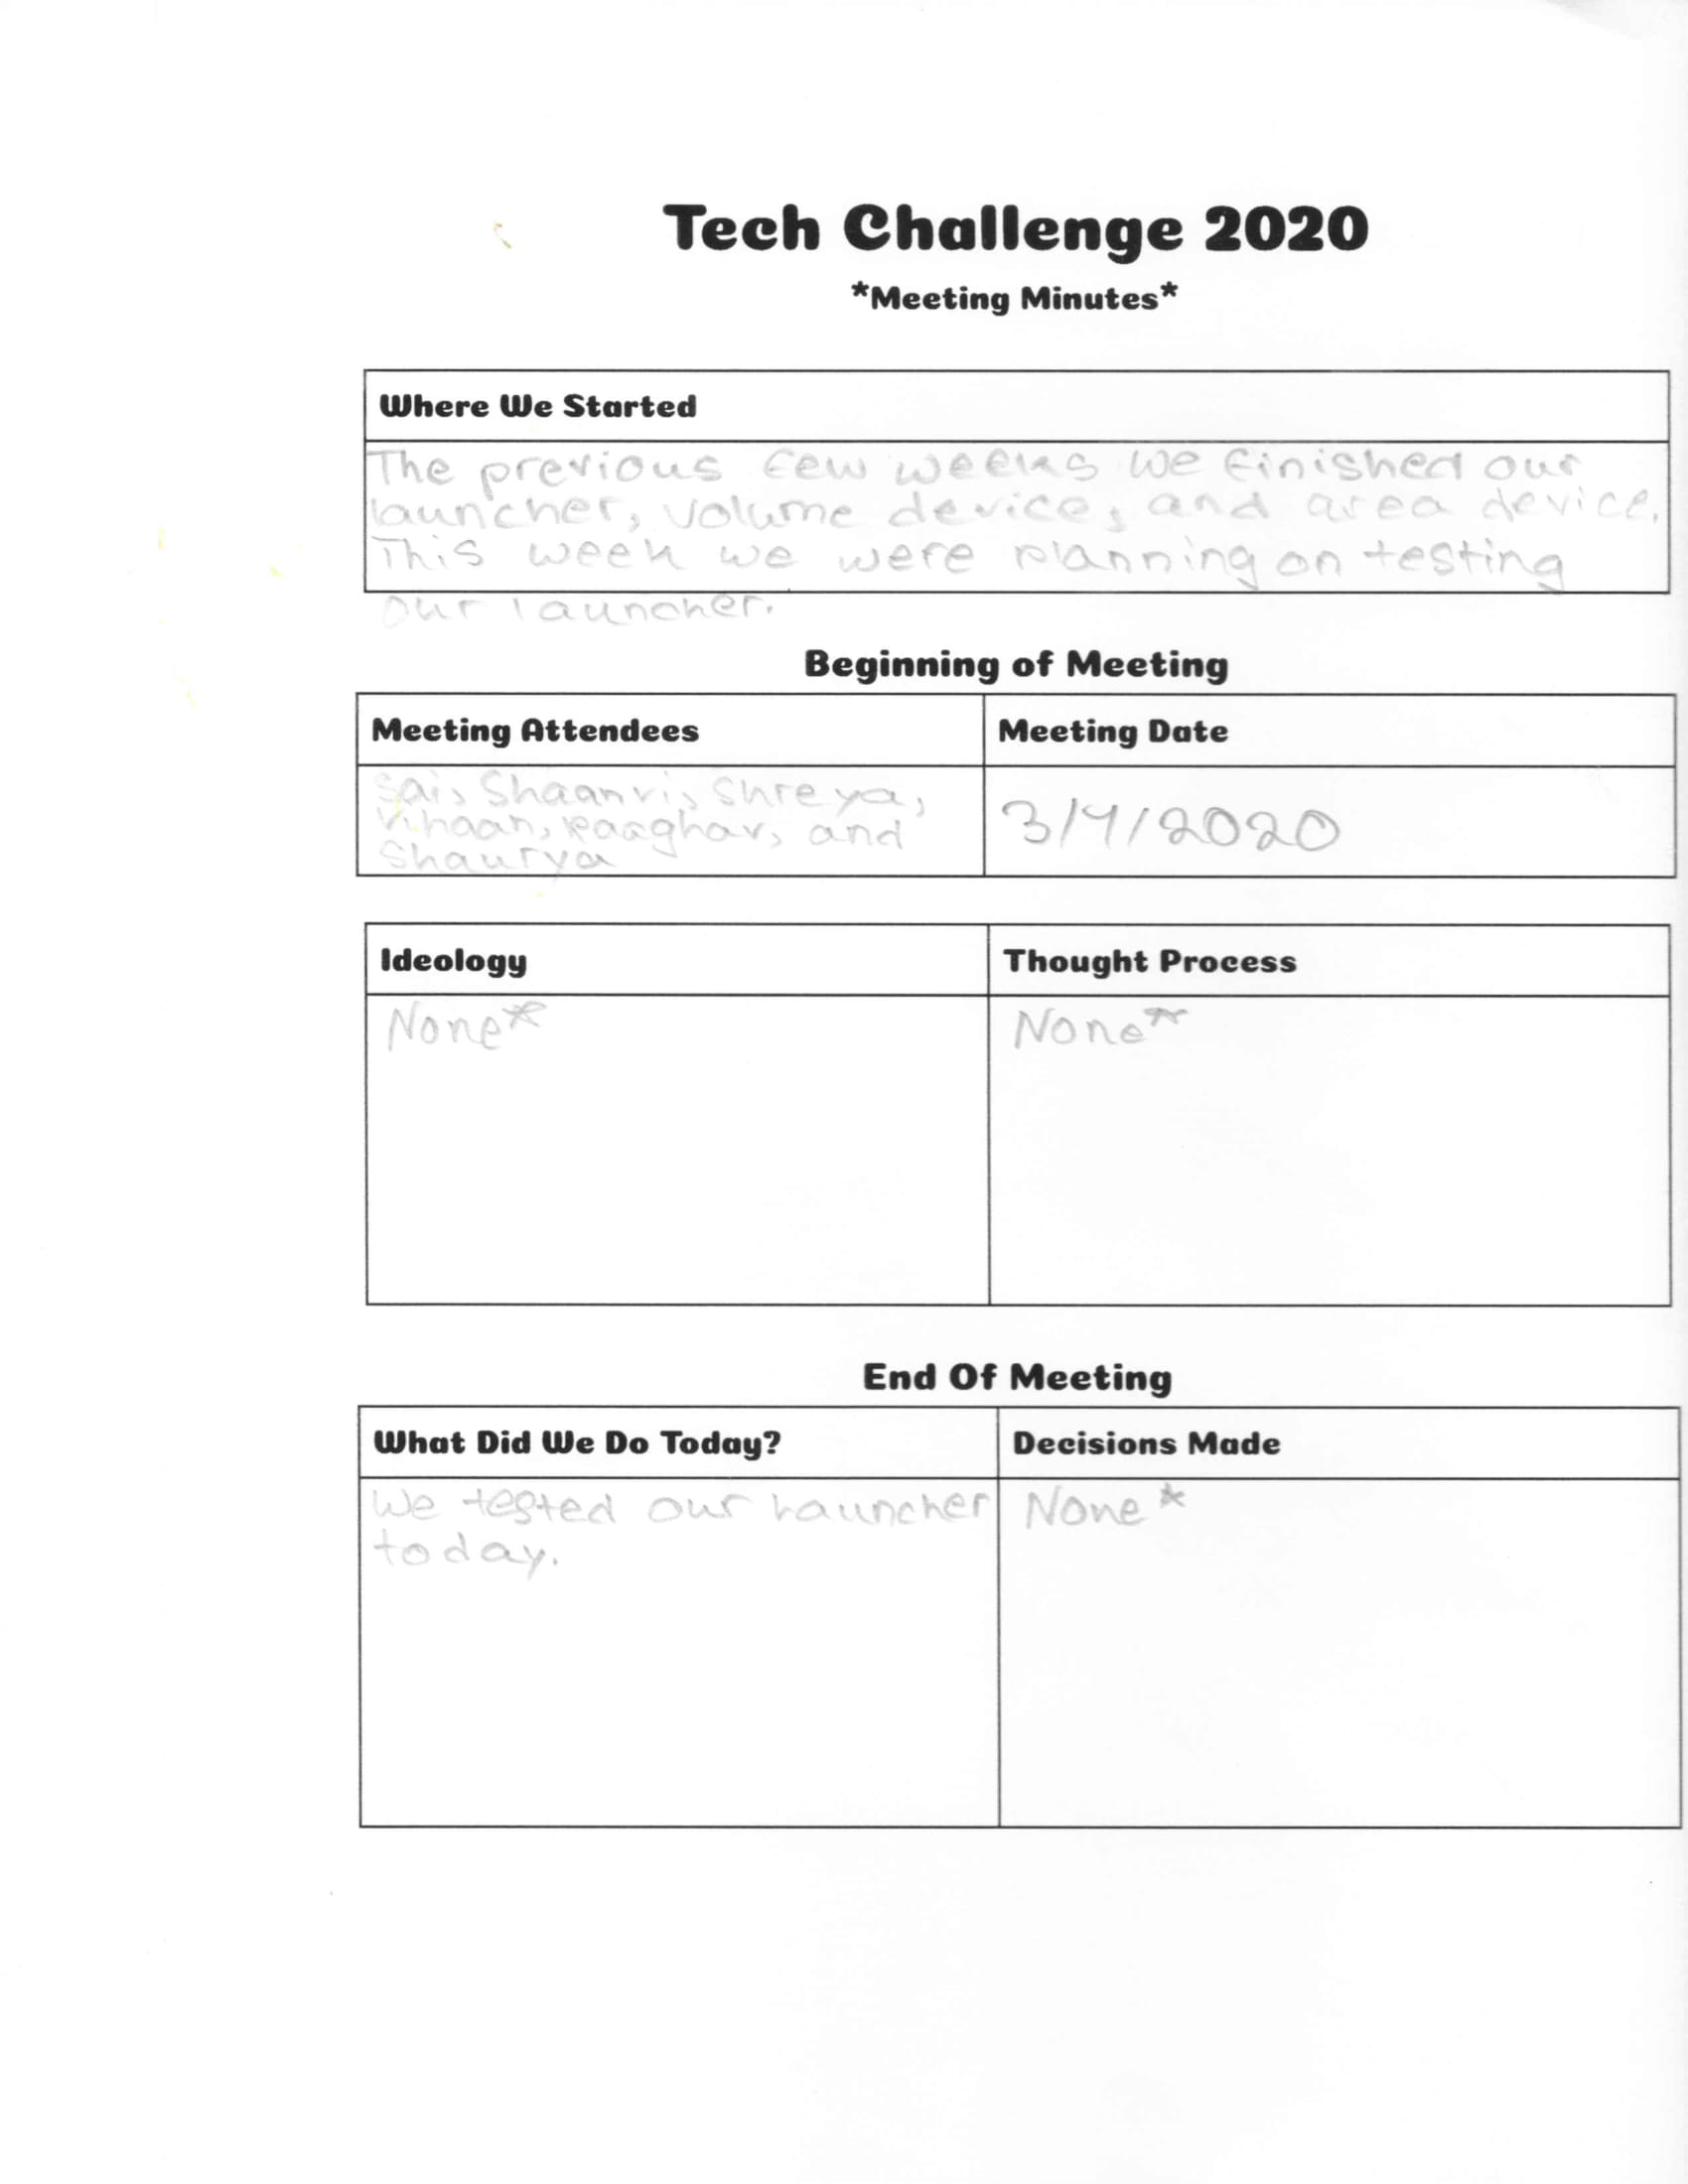 Tech Challenge 2020
*Meeting Minutes*
Where We Started
The previous few weeks we finished our
launcher, volume device, and area device.
This week we were planning on testing
our launcher.
Beginning of Meeting
Meeting Attendees
Meeting Date
Sai, Shaanvi, Shreya,
Vihaan, Raaghav, and
Shaurya
3/4/2020
Ideology
Thought Process
None*
None*
End Of Meeting
What Did We Do Today?
Decisions Made
We tested our launcher
today.
None*